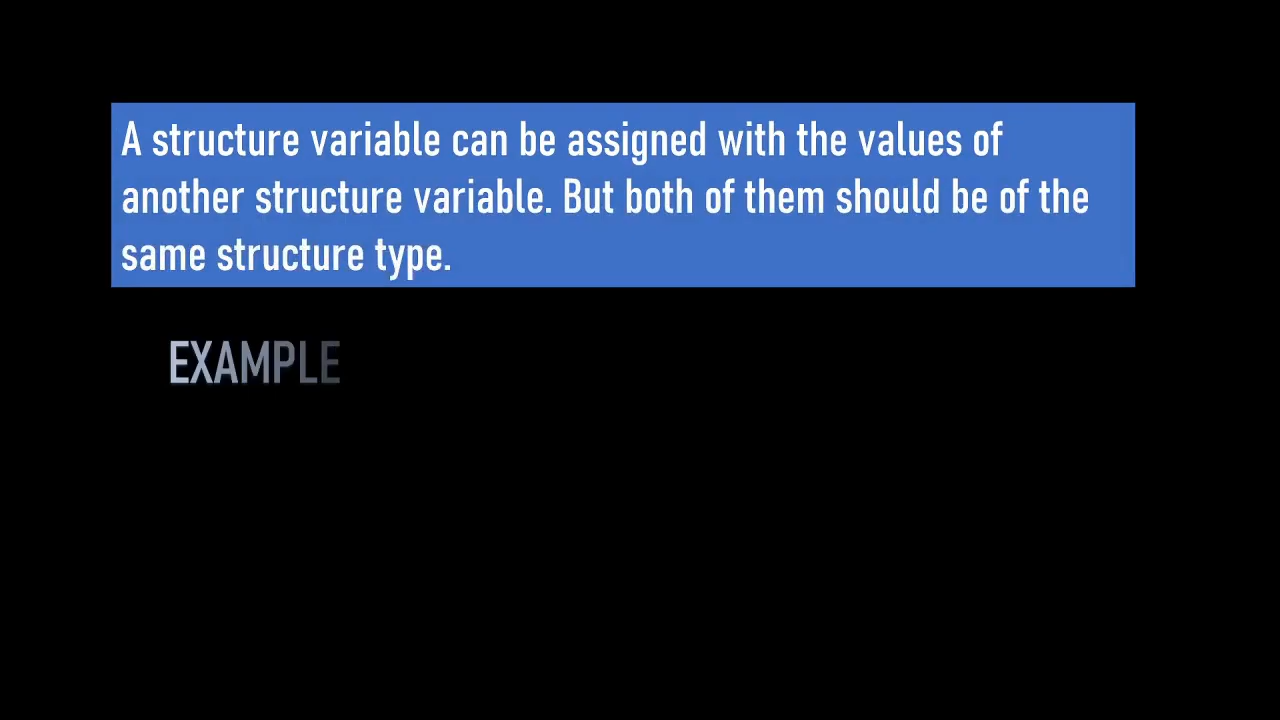 A structure variable can be assigned with the values of
another structure variable. But both of them should be of the
same structure type.
EXAMPLE